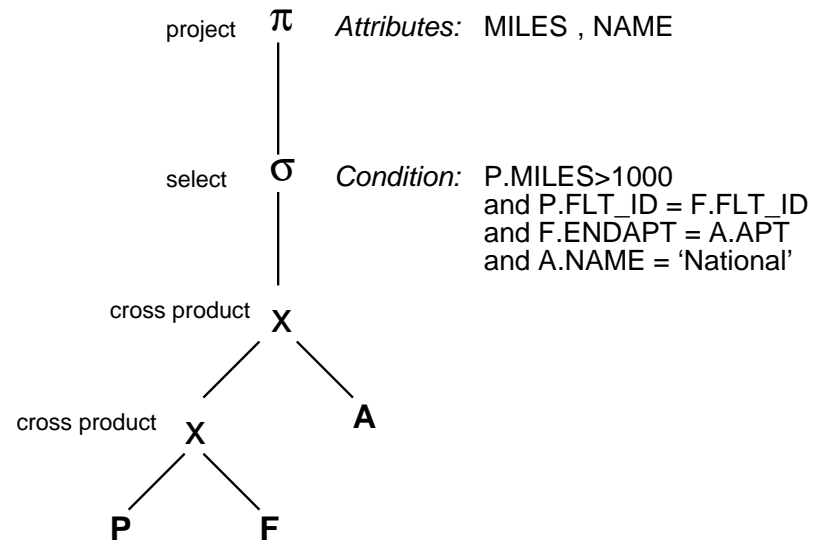 project π Attributes: MILES , NAME
select σ Condition: P.MILES>1000
and P.FLT_ID = F.FLT_ID
and F.ENDAPT = A.APT
and A.NAME = ‘National’
cross product x
cross product x A
P F